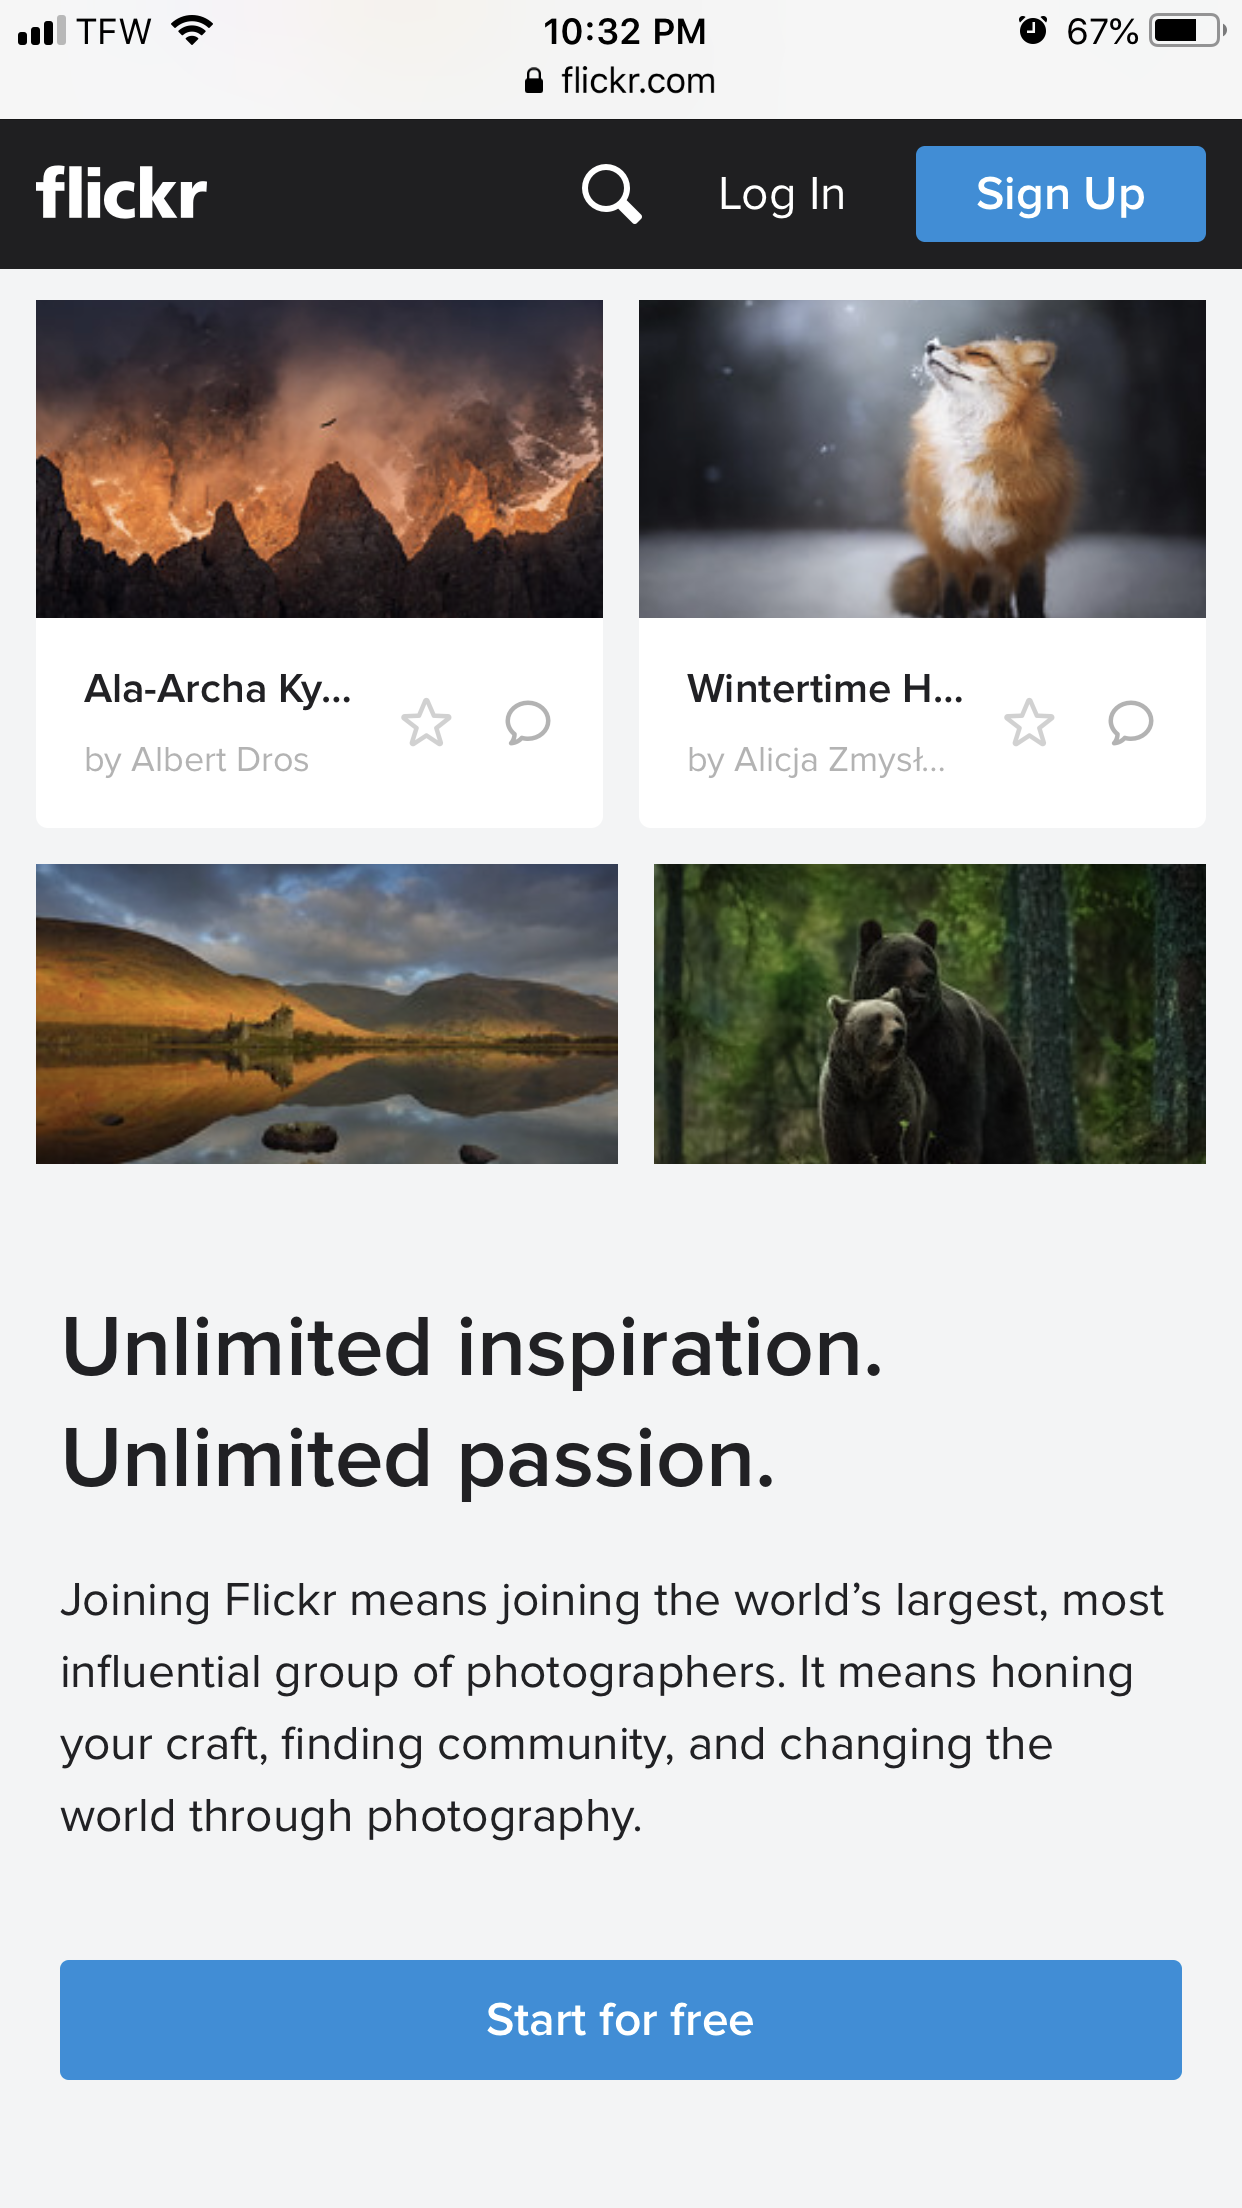 TFW 10:32 PM 67%
flickr.com
flickr Log In Sign Up
Ala-Archa Ky...
by Albert Dros
Wintertime H...
by Alicja Zmysł...
Unlimited inspiration.
Unlimited passion.
Joining Flickr means joining the world’s largest, most
influential group of photographers. It means honing
your craft, finding community, and changing the
world through photography.
Start for free